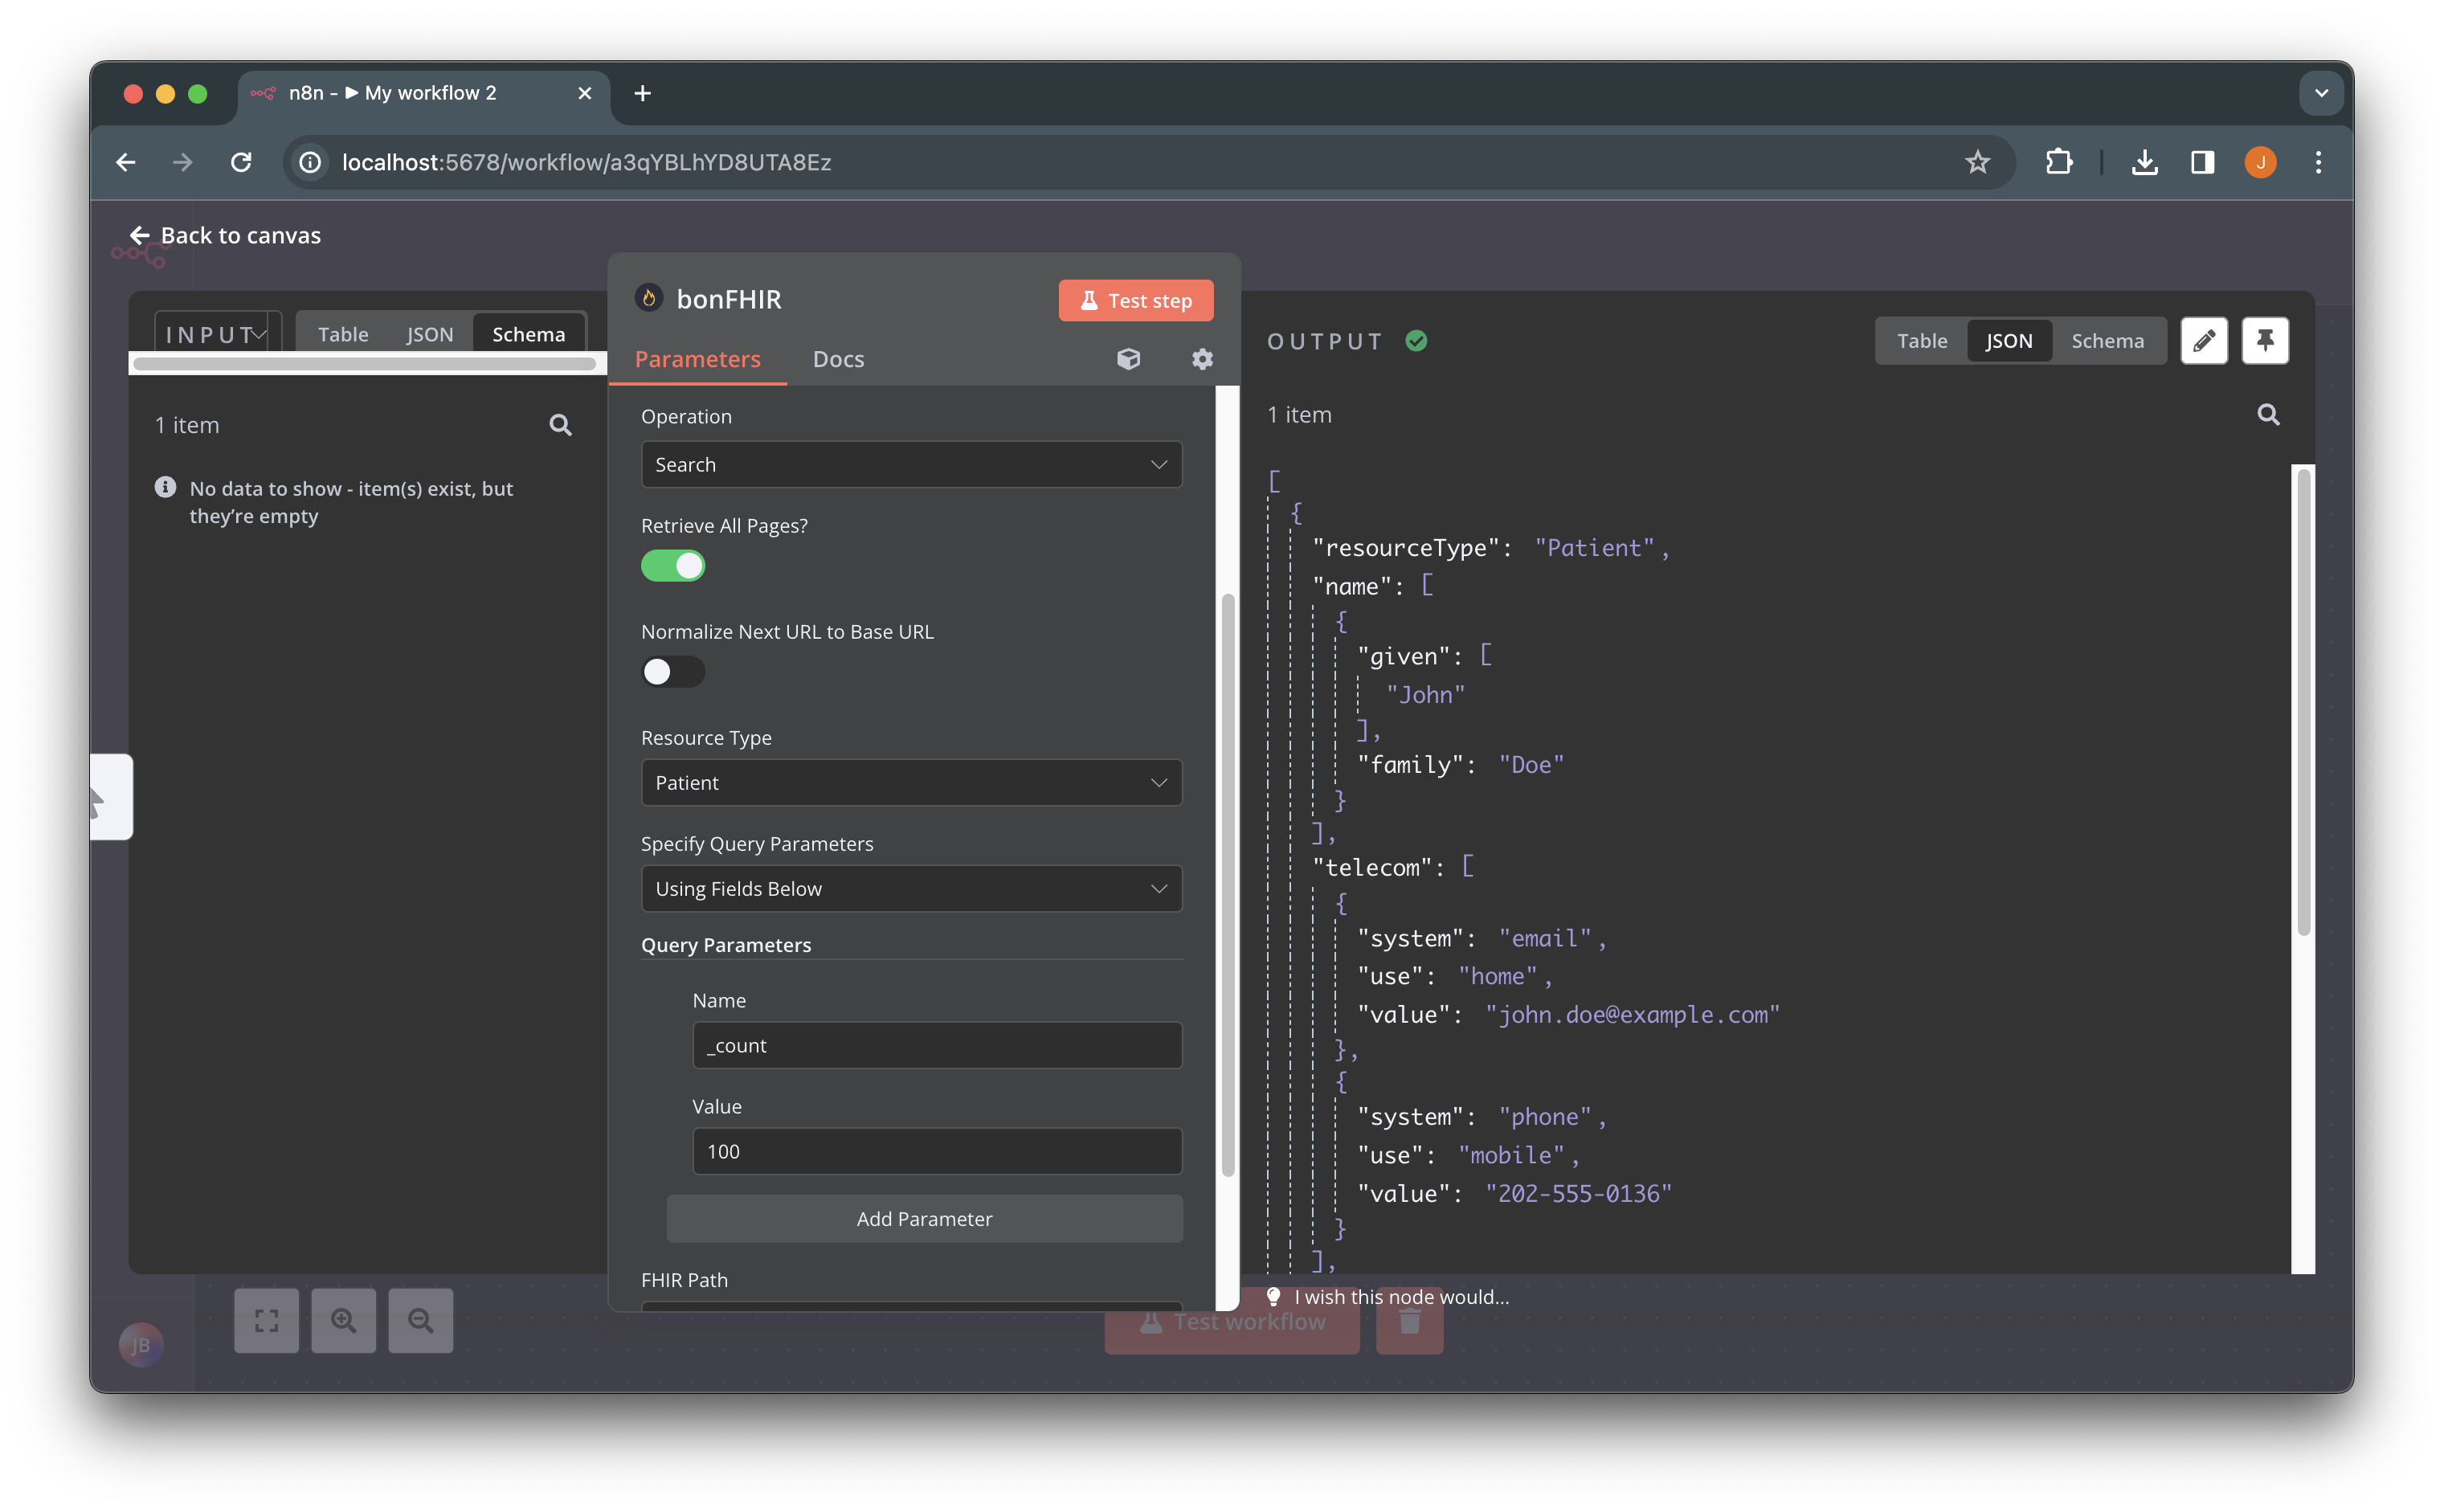 n8n - ▶ My workflow 2
localhost:5678/workflow/a3qYBLhYD8UTA8Ez
J
Back to canvas
INPUT
Table
JSON
Schema
1 item
No data to show - item(s) exist, but
they’re empty
bonFHIR
Test step
Parameters
Docs
Operation
Search
Retrieve All Pages?
Normalize Next URL to Base URL
Resource Type
Patient
Specify Query Parameters
Using Fields Below
Query Parameters
Name
_count
Value
100
Add Parameter
FHIR Path
OUTPUT
Table
JSON
Schema
1 item
[
{
"resourceType": "Patient",
"name": [
{
"given": [
"John"
],
"family": "Doe"
}
],
"telecom": [
{
"system": "email",
"use": "home",
"value": "john.doe@example.com"
},
{
"system": "phone",
"use": "mobile",
"value": "202-555-0136"
}
],
I wish this node would...
Test workflow
JB